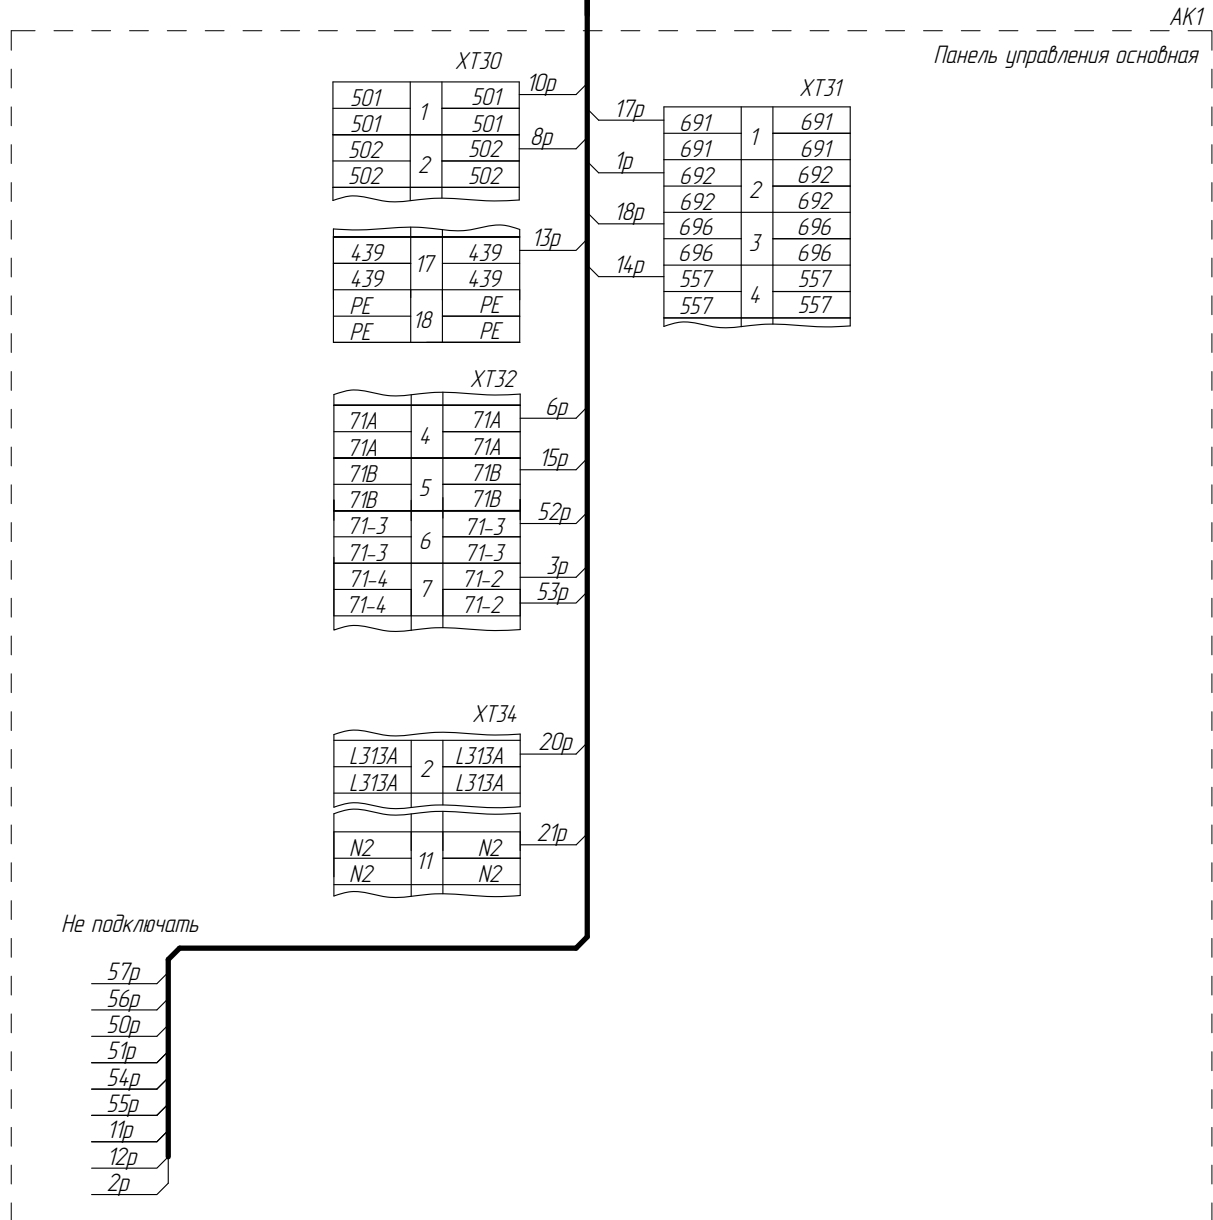 АК1
Панель управления основная
XT30
501 1 501 10р
501 501
502 2 502 8р
502 502
439 17 439 13р
439 439
PE 18 PE
PE PE
XT31
17р 691 1 691
691 691
1р 692 2 692
692 692
18р 696 3 696
696 696
14р 557 4 557
557 557
XT32
71A 4 71A 6р
71A 71A
71B 5 71B 15р
71B 71B
71-3 6 71-3 52р
71-3 71-3
71-4 7 71-2 3р
71-4 71-2 53р
XT34
L313A 2 L313A 20р
L313A L313A
N2 11 N2 21р
N2 N2
Не подключать
57р
56р
50р
51р
54р
55р
11р
12р
2р